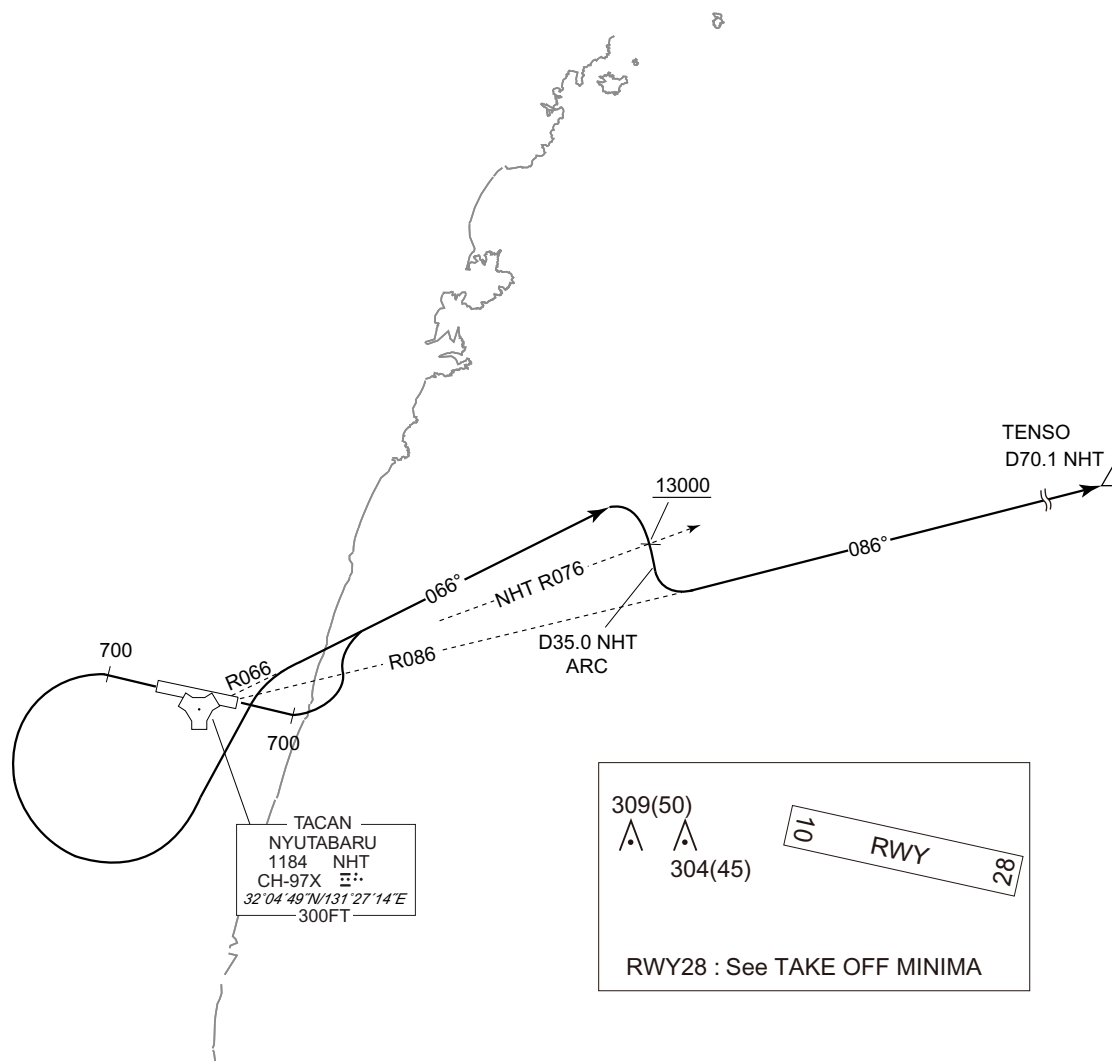 TENSO
D70.1 NHT
13000
086°
066°
NHT R076
D35.0 NHT
ARC
R086
R066
700
700
TACAN
NYUTABARU
1184 NHT
CH-97X
32°04´49˝N/131°27´14˝E
300FT
309(50)
304(45)
10
RWY
28
RWY28 : See TAKE OFF MINIMA